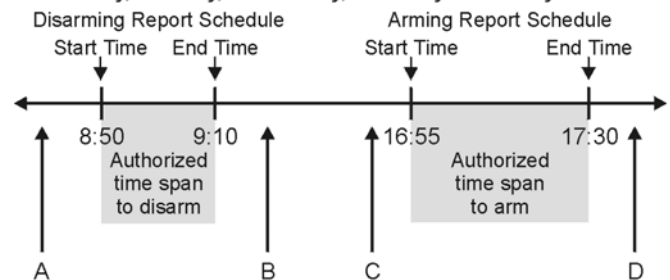 Disarming Report Schedule
Arming Report Schedule
Start Time End Time
Start Time End Time
8:50 9:10
16:55 17:30
Authorized
time span
to disarm
Authorized
time span
to arm
A B C D